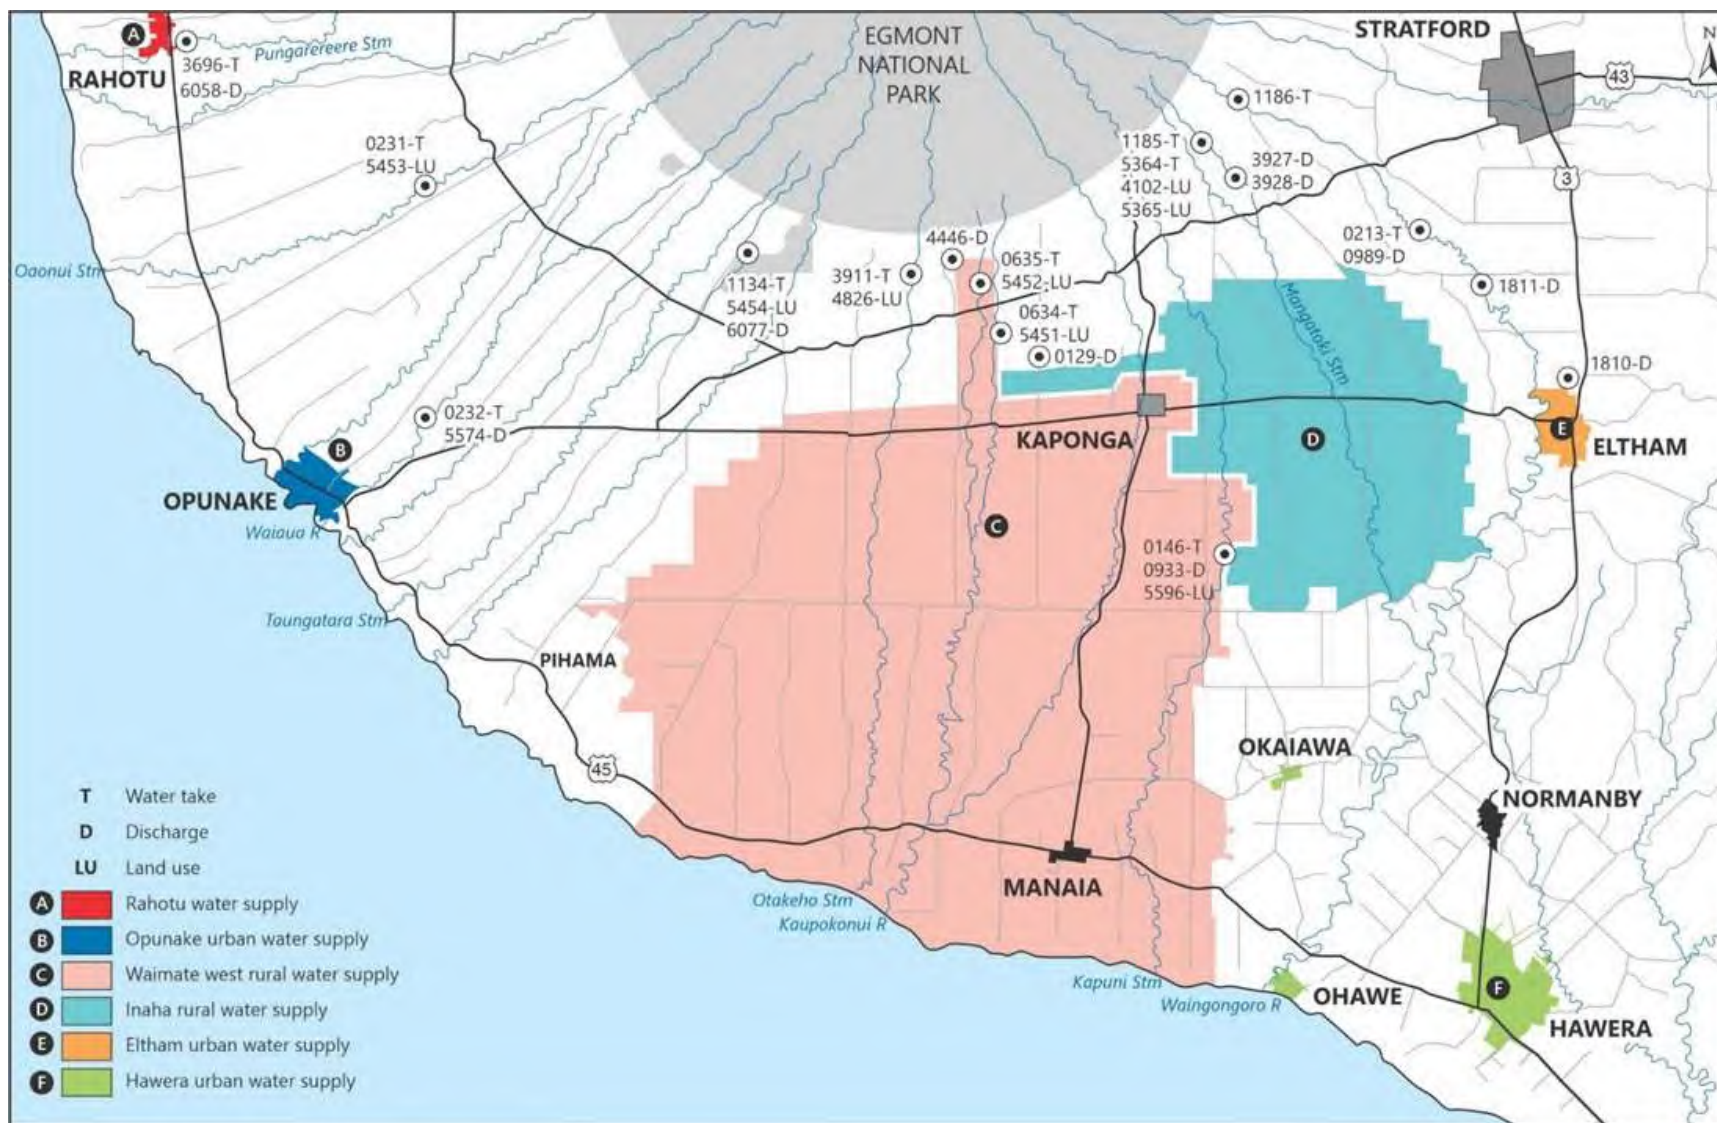 RAHOTU
A
3696-T
6058-D
Pungarereere Stm
EGMONT
NATIONAL
PARK
STRATFORD
N
43
3
1186-T
0231-T
5453-LU
1185-T
5364-T
4102-LU
5365-LU
3927-D
3928-D
Oaonui Stm
1134-T
5454-LU
6077-D
3911-T
4826-LU
4446-D
0635-T
5452-LU
0634-T
5451-LU
0129-D
0213-T
0989-D
1811-D
Mangatoki Stm
1810-D
0232-T
5574-D
B
OPUNAKE
Waiaua R
KAPONGA
D
E
ELTHAM
C
0146-T
0933-D
5596-LU
Taungatara Stm
PIHAMA
45
OKAIAWA
NORMANBY
MANAIA
Otakeho Stm
Kaupokonui R
Kapuni Stm
Waingongoro R
OHAWE
F
HAWERA
T Water take
D Discharge
LU Land use
A Rahotu water supply
B Opunake urban water supply
C Waimate west rural water supply
D Inaha rural water supply
E Eltham urban water supply
F Hawera urban water supply